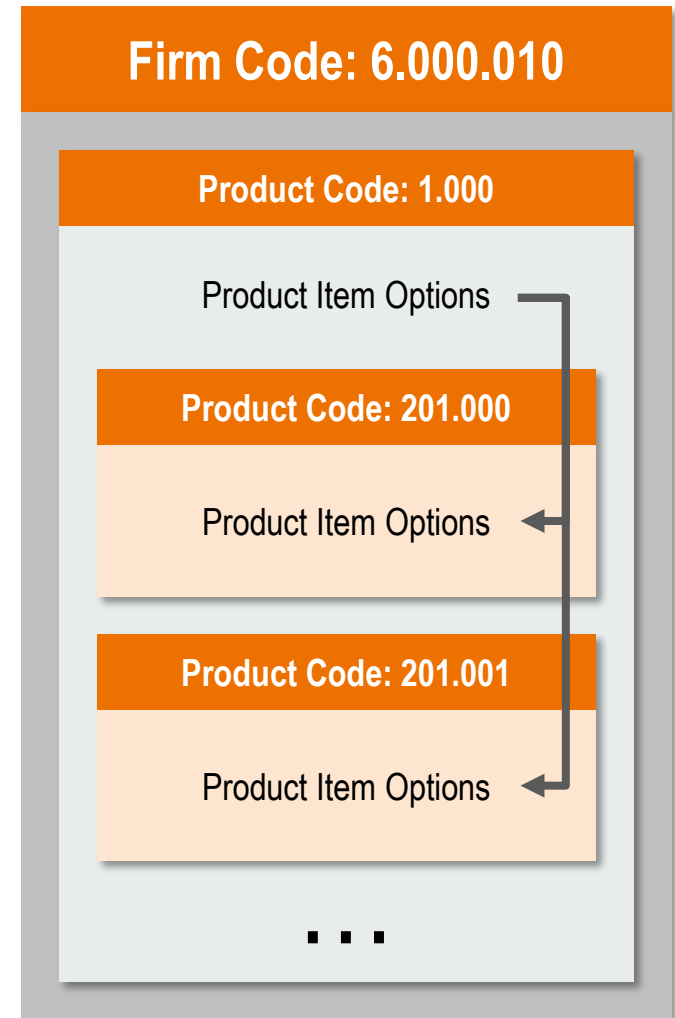 Firm Code: 6.000.010
Product Code: 1.000
Product Item Options
Product Code: 201.000
Product Item Options
Product Code: 201.001
Product Item Options
...